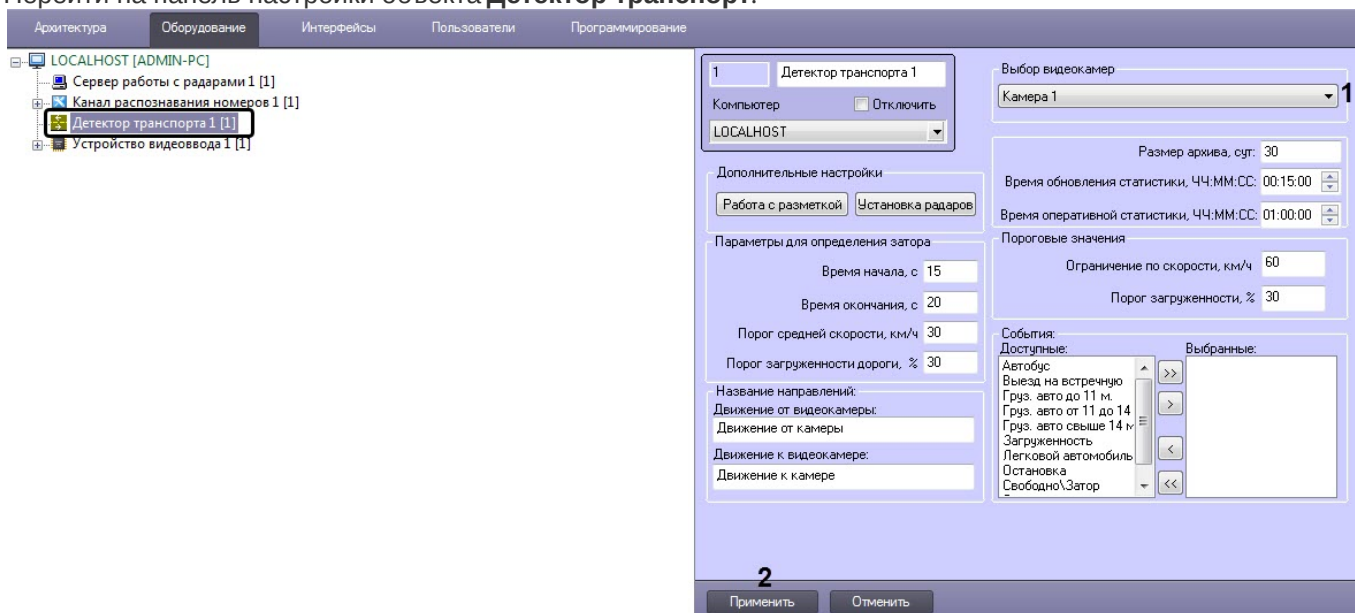 Перейти на панель настройки объекта Детектор транспорт.
Архитектура Оборудование Интерфейсы Пользователи Программирование
LOCALHOST [ADMIN-PC]
Сервер работы с радарами 1 [1]
Канал распознавания номеров 1 [1]
Детектор транспорта 1 [1]
Устройство видеоввода 1 [1]
1 Детектор транспорта 1
Компьютер Отключить
LOCALHOST
Дополнительные настройки
Работа с разметкой Установка радаров
Параметры для определения затора
Время начала, с 15
Время окончания, с 20
Порог средней скорости, км/ч 30
Порог загруженности дороги, % 30
Название направлений:
Движение от видеокамеры:
Движение от камеры
Движение к видеокамере:
Движение к камере
Выбор видеокамер
Камера 1
1
Размер архива, сут: 30
Время обновления статистики, ЧЧ:ММ:СС: 00:15:00
Время оперативной статистики, ЧЧ:ММ:СС: 01:00:00
Пороговые значения
Ограничение по скорости, км/ч 60
Порог загруженности, % 30
События:
Доступные: Выбранные:
Автобус
Выезд на встречную
Груз. авто до 11 м.
Груз. авто от 11 до 14
Груз. авто свыше 14 м
Загруженность
Легковой автомобиль
Остановка
Свободно\Затор
>>
>
<
<<
2
Применить Отменить